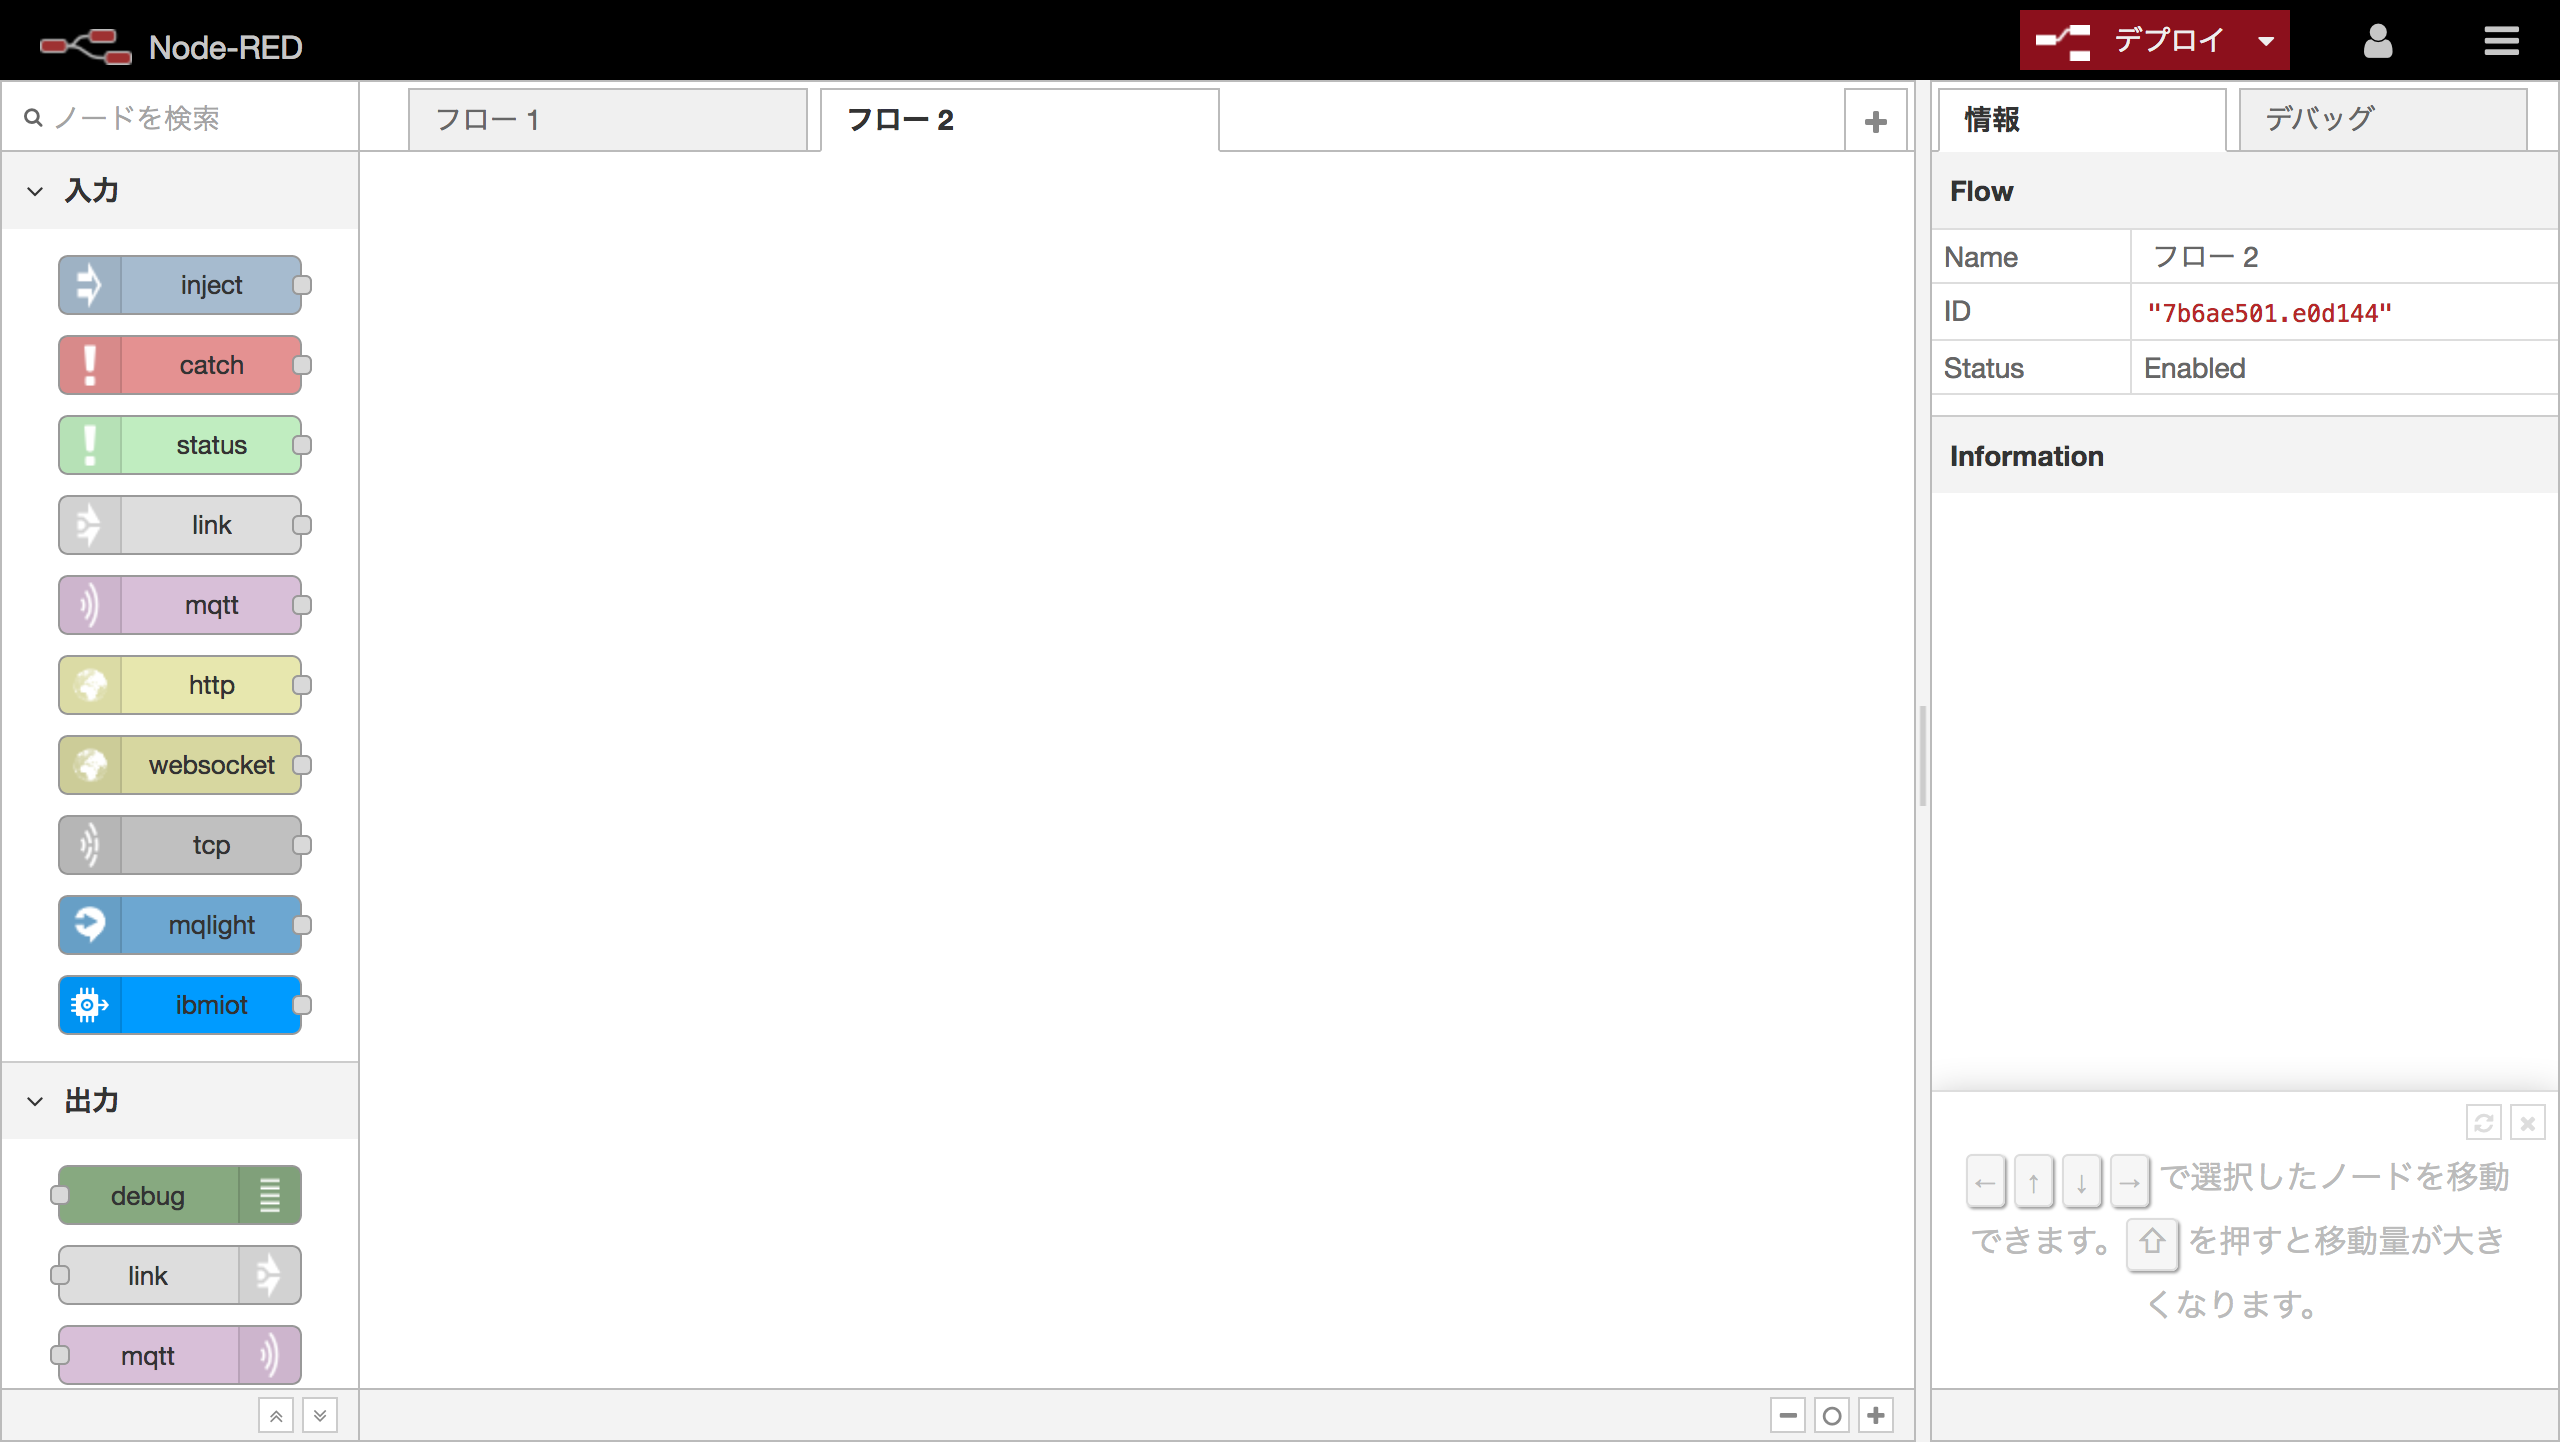 Node-RED
デプロイ
ノードを検索
フロー 1
フロー 2
情報
デバッグ
入力
inject
catch
status
link
mqtt
http
websocket
tcp
mqlight
ibmiot
出力
debug
link
mqtt
Flow
Name フロー 2
ID "7b6ae501.e0d144"
Status Enabled
Information
← ↑ ↓ → で選択したノードを移動
できます。⇧ を押すと移動量が大き
くなります。